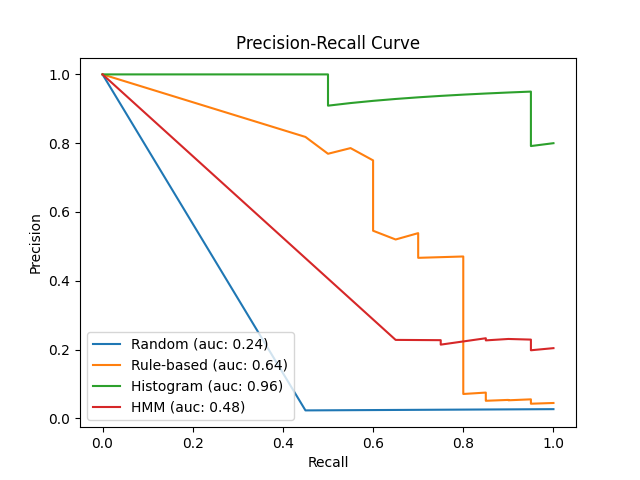 Precision-Recall Curve
1.0
0.8
0.6
0.4
0.2
0.0
Precision
Random (auc: 0.24)
Rule-based (auc: 0.64)
Histogram (auc: 0.96)
HMM (auc: 0.48)
0.0 0.2 0.4 0.6 0.8 1.0
Recall